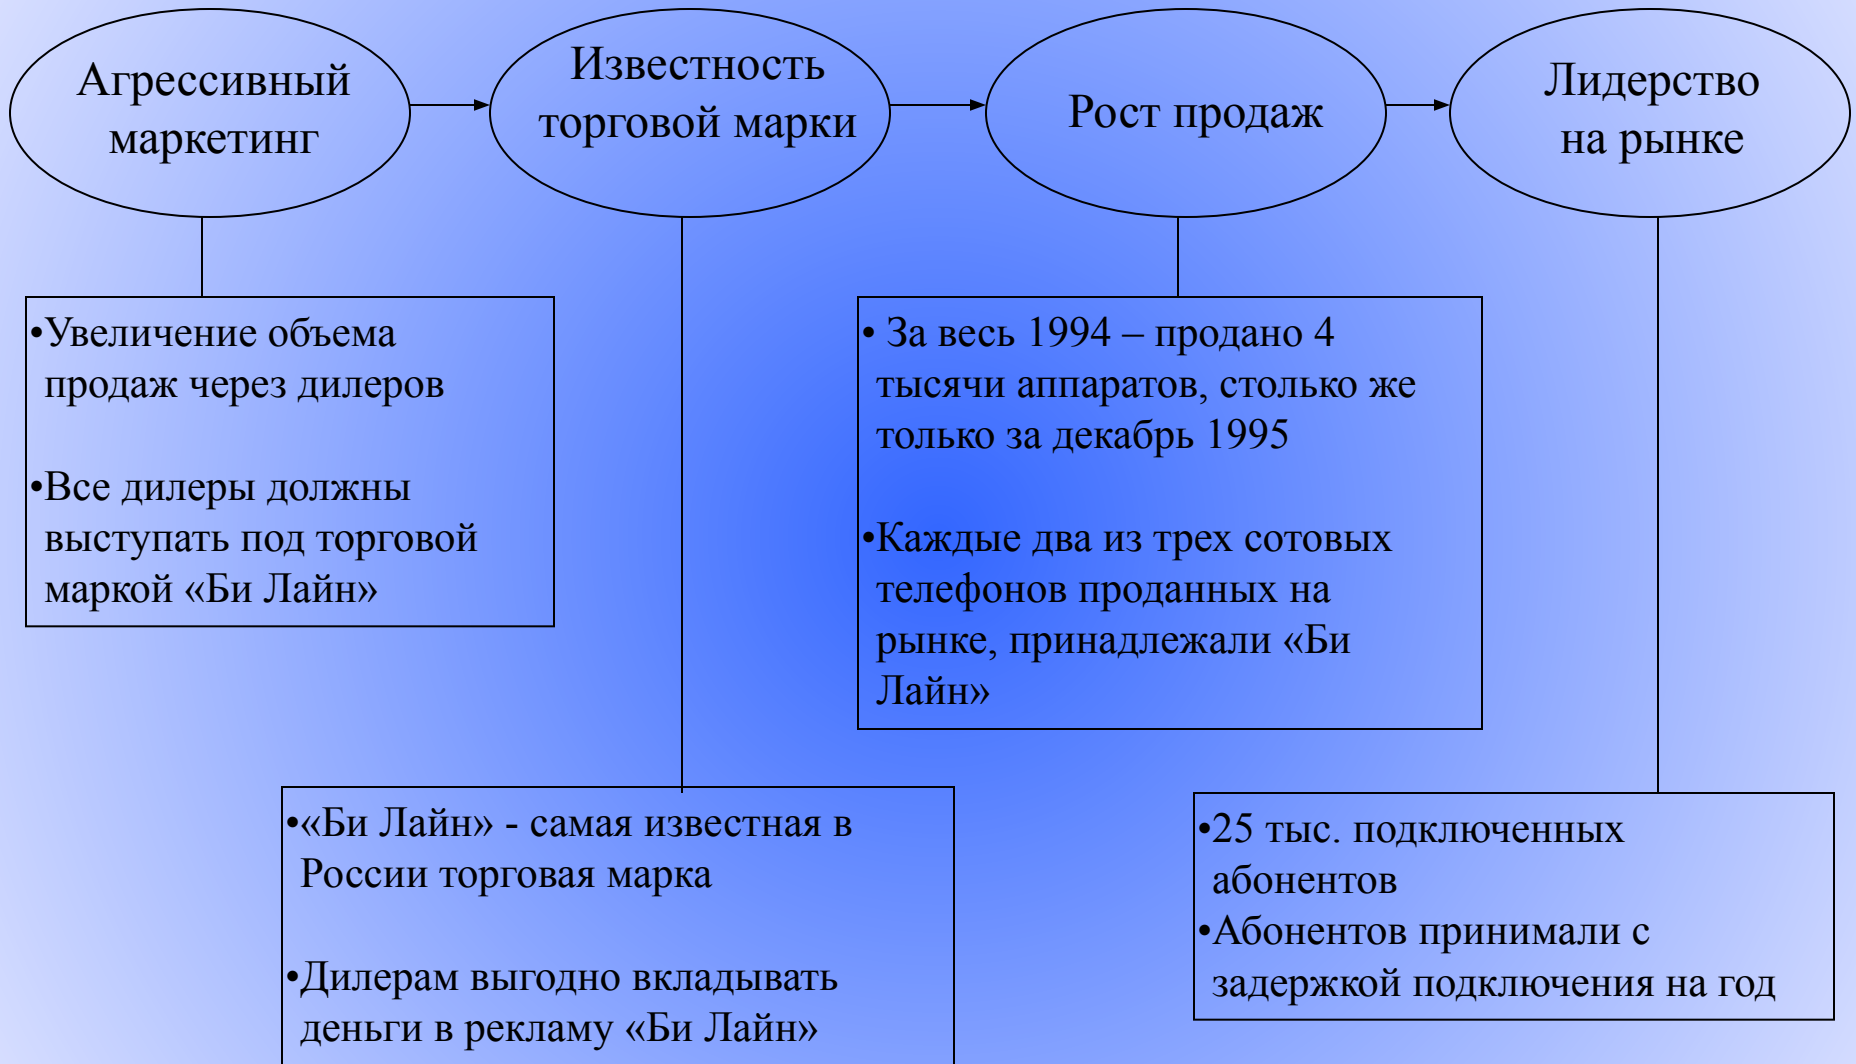 Агрессивный
маркетинг
Известность
торговой марки
Рост продаж
Лидерство
на рынке
•Увеличение объема
продаж через дилеров
•Все дилеры должны
выступать под торговой
маркой «Би Лайн»
• За весь 1994 – продано 4
тысячи аппаратов, столько же
только за декабрь 1995
•Каждые два из трех сотовых
телефонов проданных на
рынке, принадлежали «Би
Лайн»
•«Би Лайн» - самая известная в
России торговая марка
•Дилерам выгодно вкладывать
деньги в рекламу «Би Лайн»
•25 тыс. подключенных
абонентов
•Абонентов принимали с
задержкой подключения на год